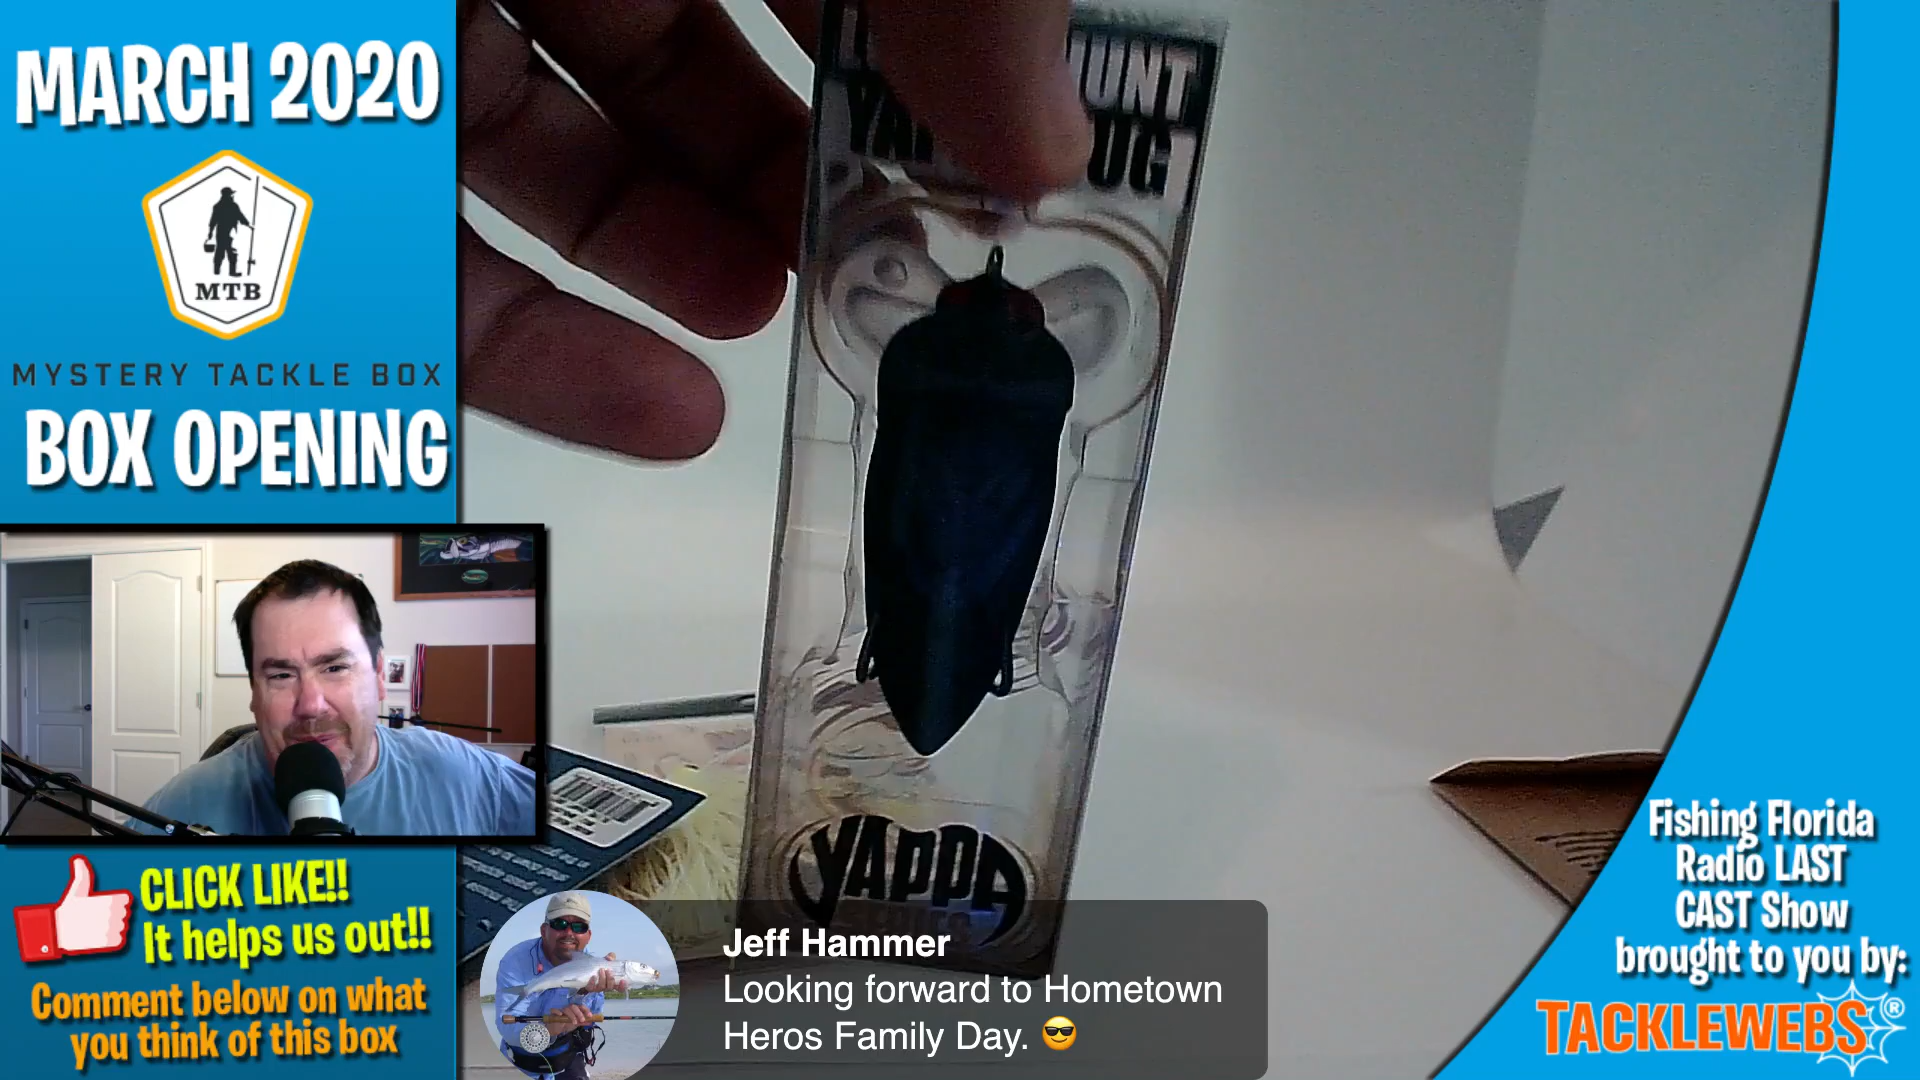 MARCH 2020
MTB
MYSTERY TACKLE BOX
BOX OPENING
CLICK LIKE!!
It helps us out!!
Comment below on what
you think of this box
YAPPA
Jeff Hammer
Looking forward to Hometown
Heros Family Day. 😎
Fishing Florida
Radio LAST
CAST Show
brought to you by:
TACKLEWEBS®